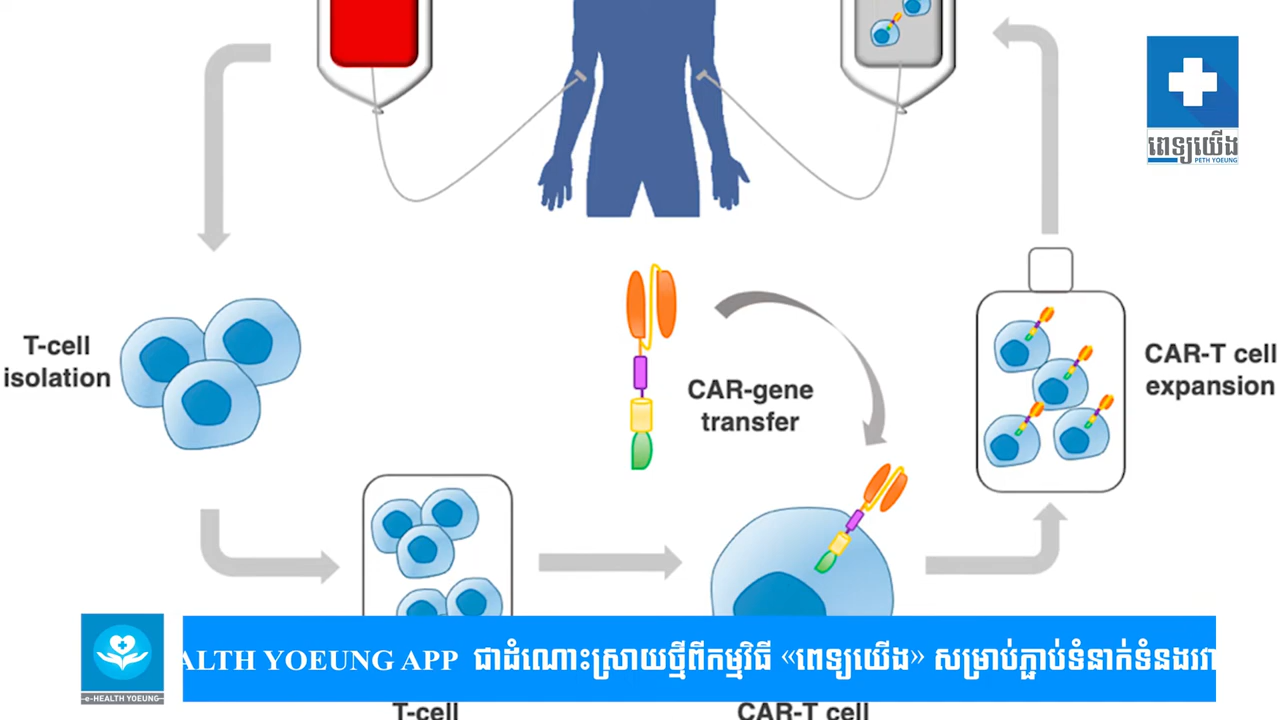 ពេទ្យយើង
PETH YOEUNG
T-cell
isolation
CAR-gene
transfer
CAR-T cell
expansion
ALTH YOEUNG APP ជាដំណោះស្រាយថ្មីពីកម្មវិធី «ពេទ្យយើង» សម្រាប់ភ្ជាប់ទំនាក់ទំនងរវា
e-HEALTH YOEUNG
T-cell
CAR-T cell